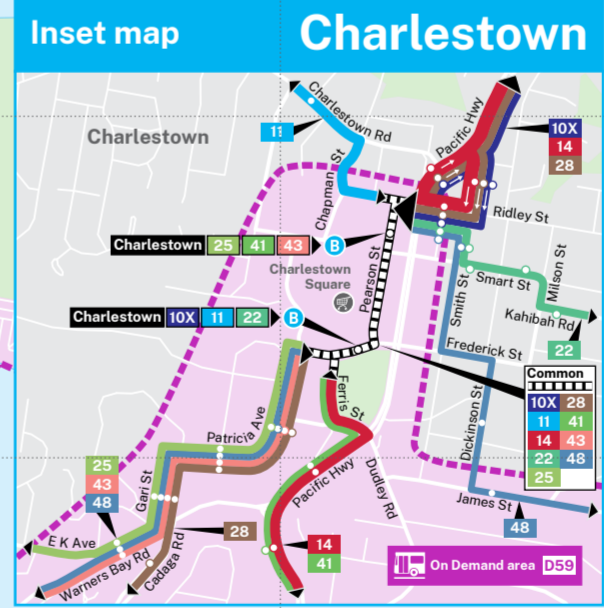 Inset map
Charlestown
Charlestown Rd
Pacific Hwy
11
10X
14
28
Charlestown
Chapman St
Ridley St
Charlestown 25 41 43
B
Charlestown
Square
Pearson St
Smart St
Milson St
Smith St
Kahibah Rd
Charlestown 10X 11 22
B
22
Frederick St
Common
10X 28
11 41
14 43
22 48
25
Ferris St
Dickinson St
Patricia Ave
25
43
48
Garl St
Pacific Hwy
Dudley Rd
James St
48
E K Ave
28
14
41
Warners Bay Rd
Cadaga Rd
On Demand area D59